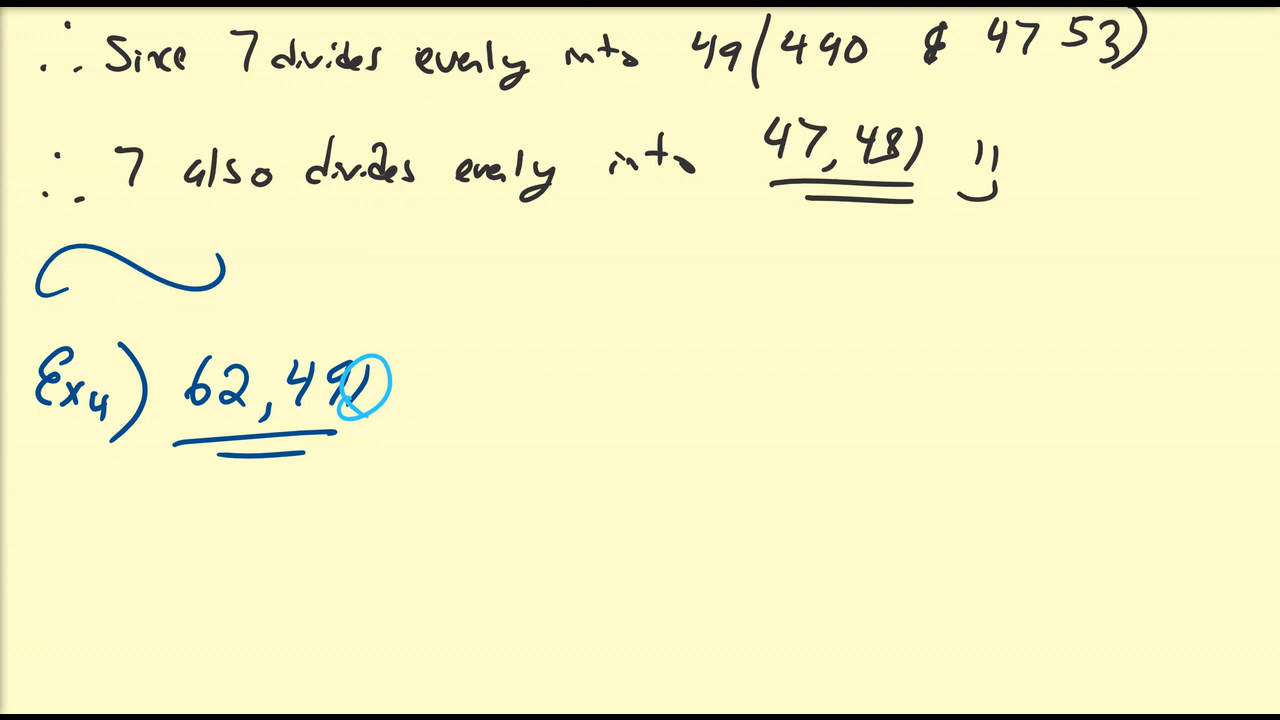 ∴ Since 7 divides evenly into 49 (490 & 4753)
∴ 7 also divides evenly into 47,481 !!
Ex4) 62,491